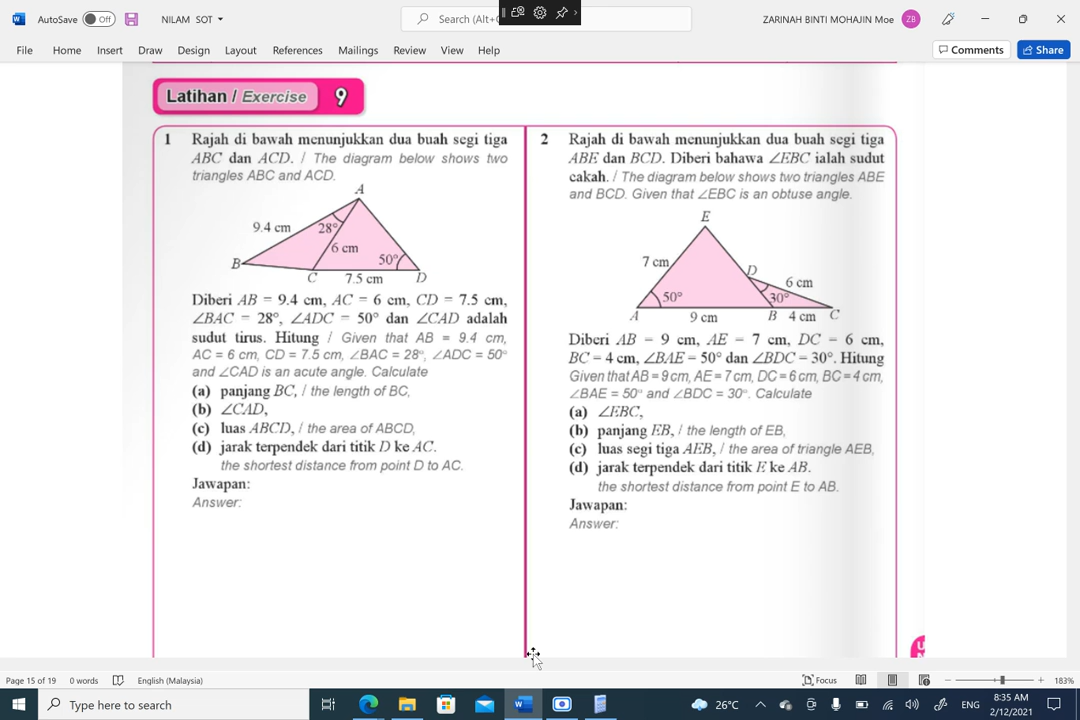 AutoSave Off NILAM SOT Search (Alt+ ZARINAH BINTI MOHAJIN Moe ZB
File Home Insert Draw Design Layout References Mailings Review View Help Comments Share
Latihan / Exercise 9
1 Rajah di bawah menunjukkan dua buah segi tiga
ABC dan ACD. / The diagram below shows two
triangles ABC and ACD.
A
9.4 cm
28°
6 cm
50°
B
C
7.5 cm
D
Diberi AB = 9.4 cm, AC = 6 cm, CD = 7.5 cm,
∠BAC = 28°, ∠ADC = 50° dan ∠CAD adalah
sudut tirus. Hitung / Given that AB = 9.4 cm,
AC = 6 cm, CD = 7.5 cm, ∠BAC = 28°, ∠ADC = 50°
and ∠CAD is an acute angle. Calculate
(a) panjang BC, / the length of BC,
(b) ∠CAD,
(c) luas ABCD, / the area of ABCD,
(d) jarak terpendek dari titik D ke AC.
the shortest distance from point D to AC.
Jawapan:
Answer:
2 Rajah di bawah menunjukkan dua buah segi tiga
ABE dan BCD. Diberi bahawa ∠EBC ialah sudut
cakah. / The diagram below shows two triangles ABE
and BCD. Given that ∠EBC is an obtuse angle.
E
7 cm
D
6 cm
50°
30°
A
9 cm
B
4 cm
C
Diberi AB = 9 cm, AE = 7 cm, DC = 6 cm,
BC = 4 cm, ∠BAE = 50° dan ∠BDC = 30°. Hitung
Given that AB = 9 cm, AE = 7 cm, DC = 6 cm, BC = 4 cm,
∠BAE = 50° and ∠BDC = 30°. Calculate
(a) ∠EBC,
(b) panjang EB, / the length of EB,
(c) luas segi tiga AEB, / the area of triangle AEB,
(d) jarak terpendek dari titik E ke AB.
the shortest distance from point E to AB.
Jawapan:
Answer:
Page 15 of 19 0 words English (Malaysia) Focus 183%
Type here to search 26°C ENG 8:35 AM
2/12/2021